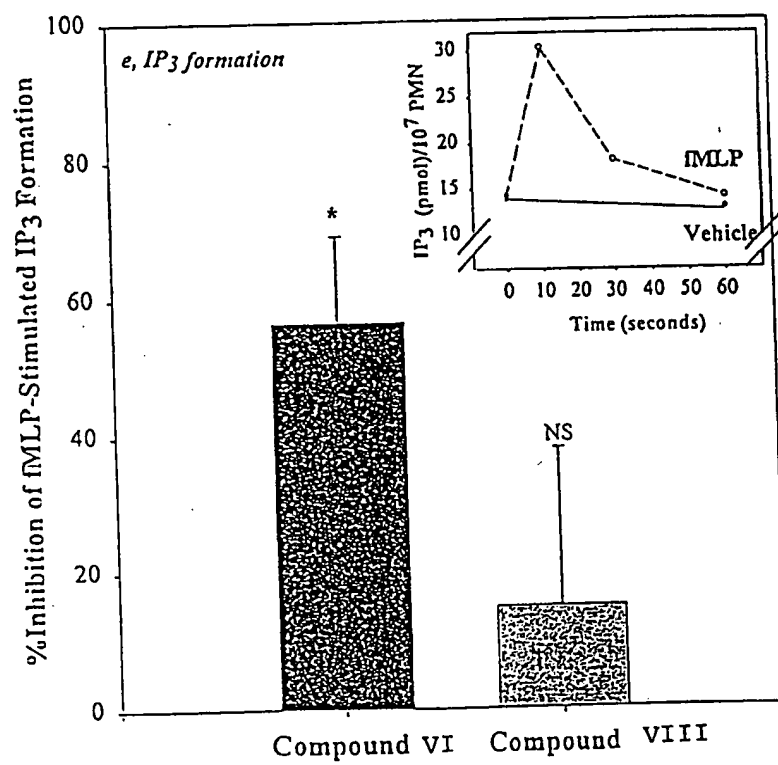 %Inhibition of fMLP-Stimulated IP3 Formation
100
80
60
40
20
0
e, IP3 formation
*
NS
Compound VI
Compound VIII
IP3 (pmol)/10^7 PMN
30
25
20
15
10
fMLP
Vehicle
0 10 20 30 40 50 60
Time (seconds)